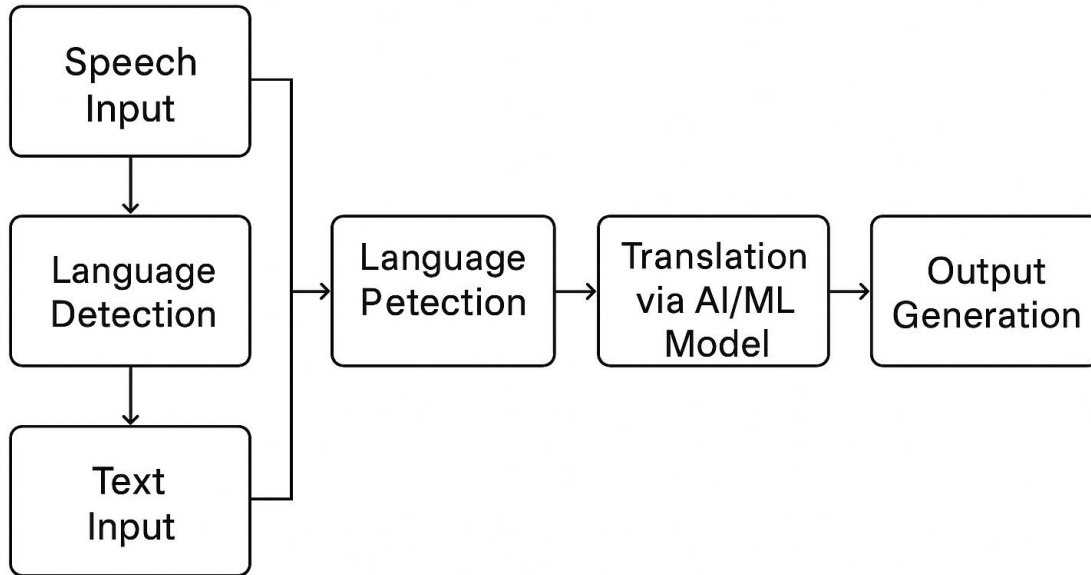 Speech
Input
Language
Detection
Text
Input
Language
Petection
Translation
via AI/ML
Model
Output
Generation